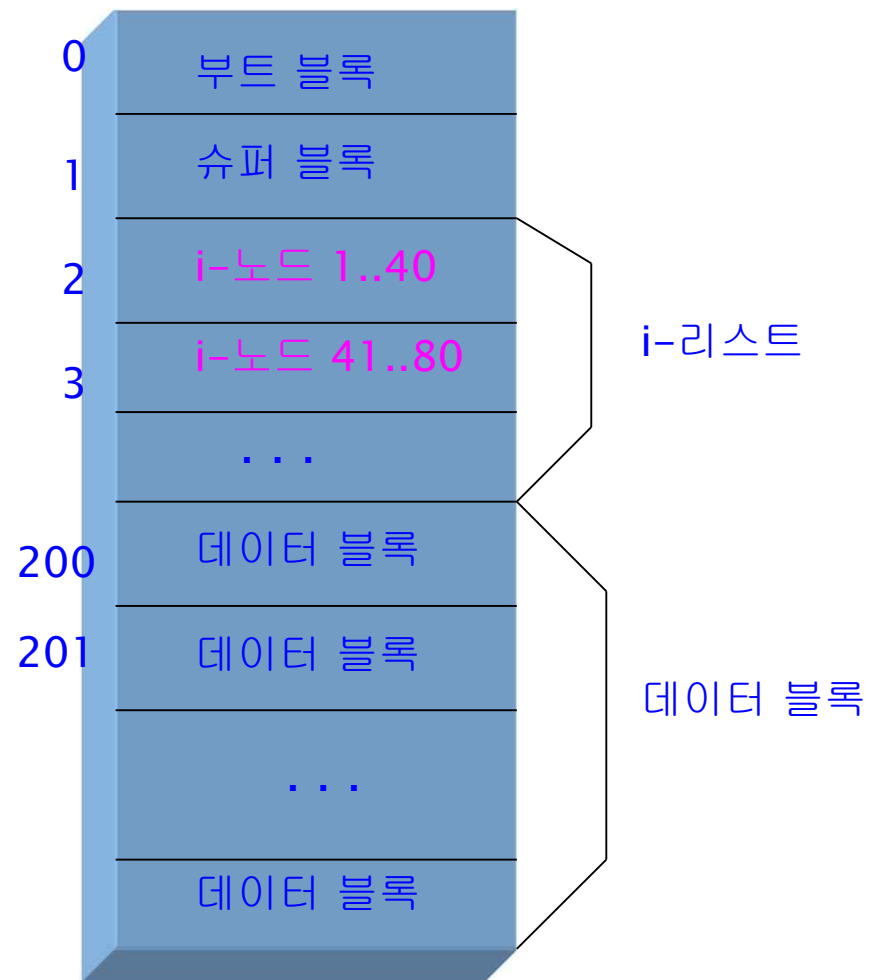 0
부트 블록
1
슈퍼 블록
2
i-노드 1..40
3
i-노드 41..80
i-리스트
. . .
200
데이터 블록
201
데이터 블록
데이터 블록
. . .
데이터 블록